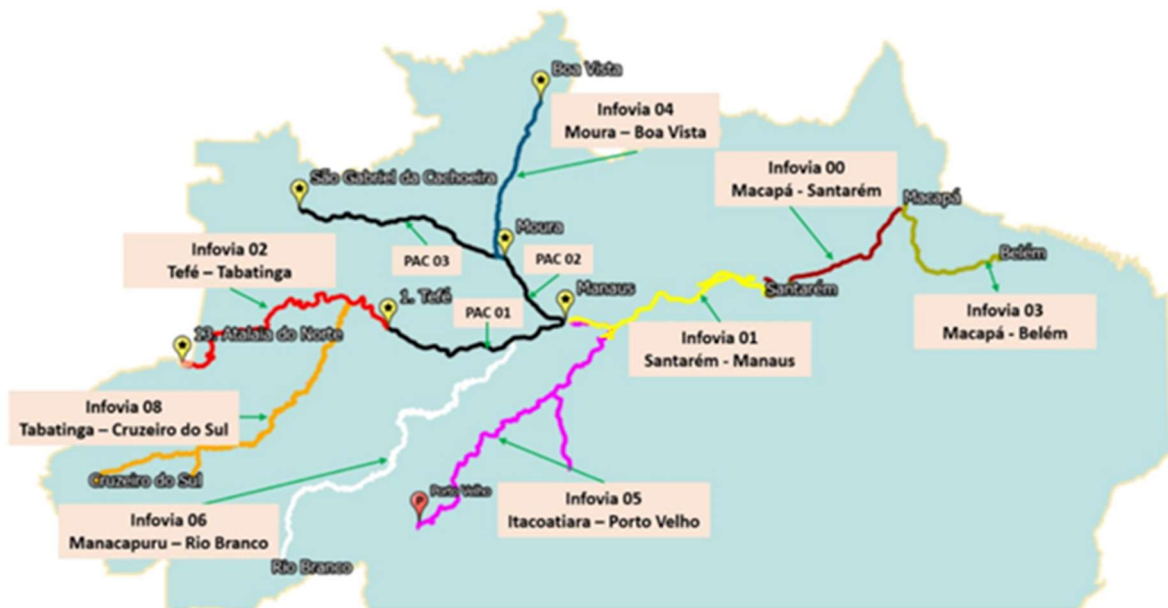 Boa Vista
Infovia 04
Moura – Boa Vista
São Gabriel da Cachoeira
Infovia 00
Macapá - Santarém
Macapá
Moura
Infovia 02
Tefé – Tabatinga
PAC 03
PAC 02
Belém
1. Tefé
Manaus
Santarém
PAC 01
Infovia 03
Macapá - Belém
13. Atalaia do Norte
Infovia 01
Santarém - Manaus
Infovia 08
Tabatinga – Cruzeiro do Sul
Cruzeiro do Sul
Porto Velho
P
Infovia 05
Itacoatiara – Porto Velho
Infovia 06
Manacapuru – Rio Branco
Rio Branco